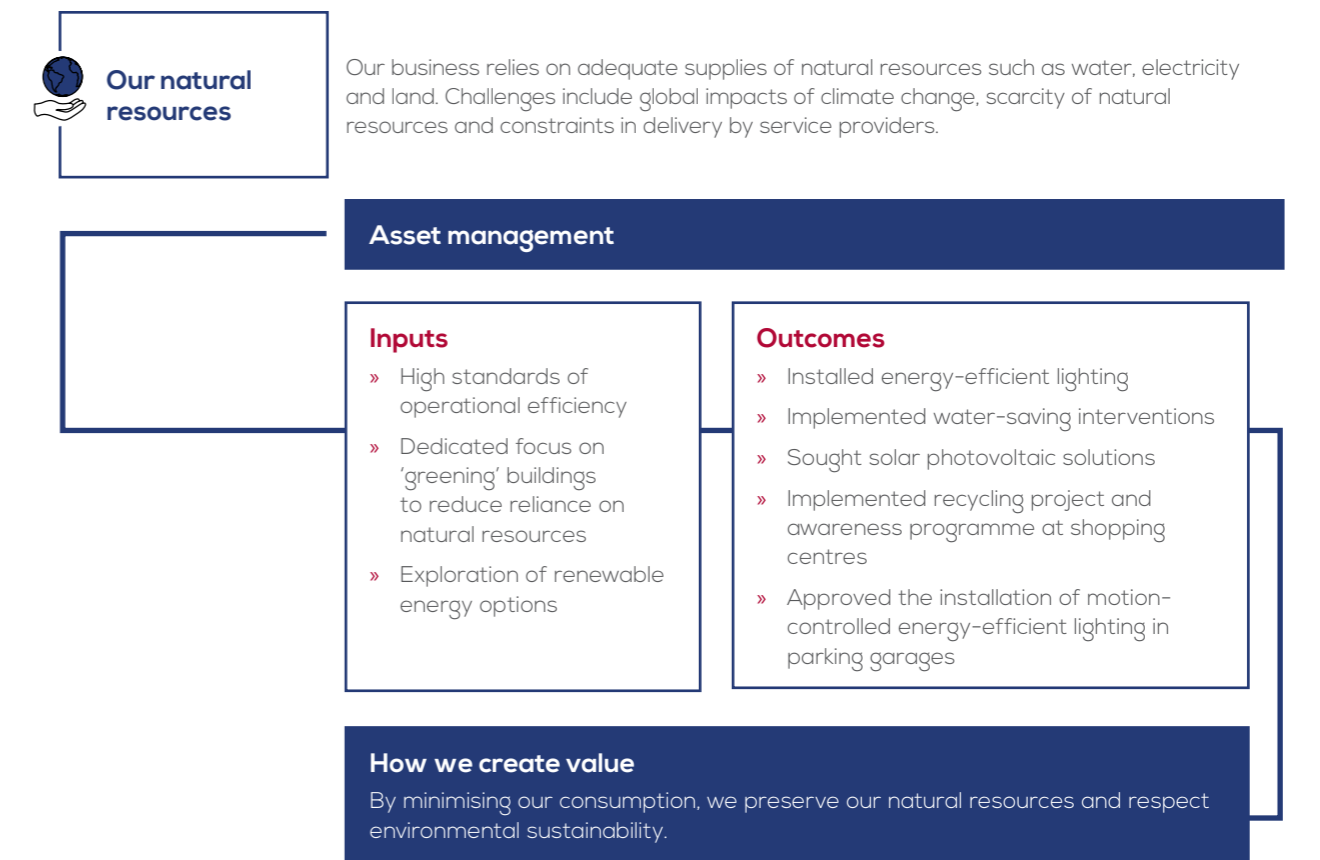 Our natural
resources
Our business relies on adequate supplies of natural resources such as water, electricity
and land. Challenges include global impacts of climate change, scarcity of natural
resources and constraints in delivery by service providers.
Asset management
Inputs
» High standards of
operational efficiency
» Dedicated focus on
‘greening’ buildings
to reduce reliance on
natural resources
» Exploration of renewable
energy options
Outcomes
» Installed energy-efficient lighting
» Implemented water-saving interventions
» Sought solar photovoltaic solutions
» Implemented recycling project and
awareness programme at shopping
centres
» Approved the installation of motion-
controlled energy-efficient lighting in
parking garages
How we create value
By minimising our consumption, we preserve our natural resources and respect
environmental sustainability.